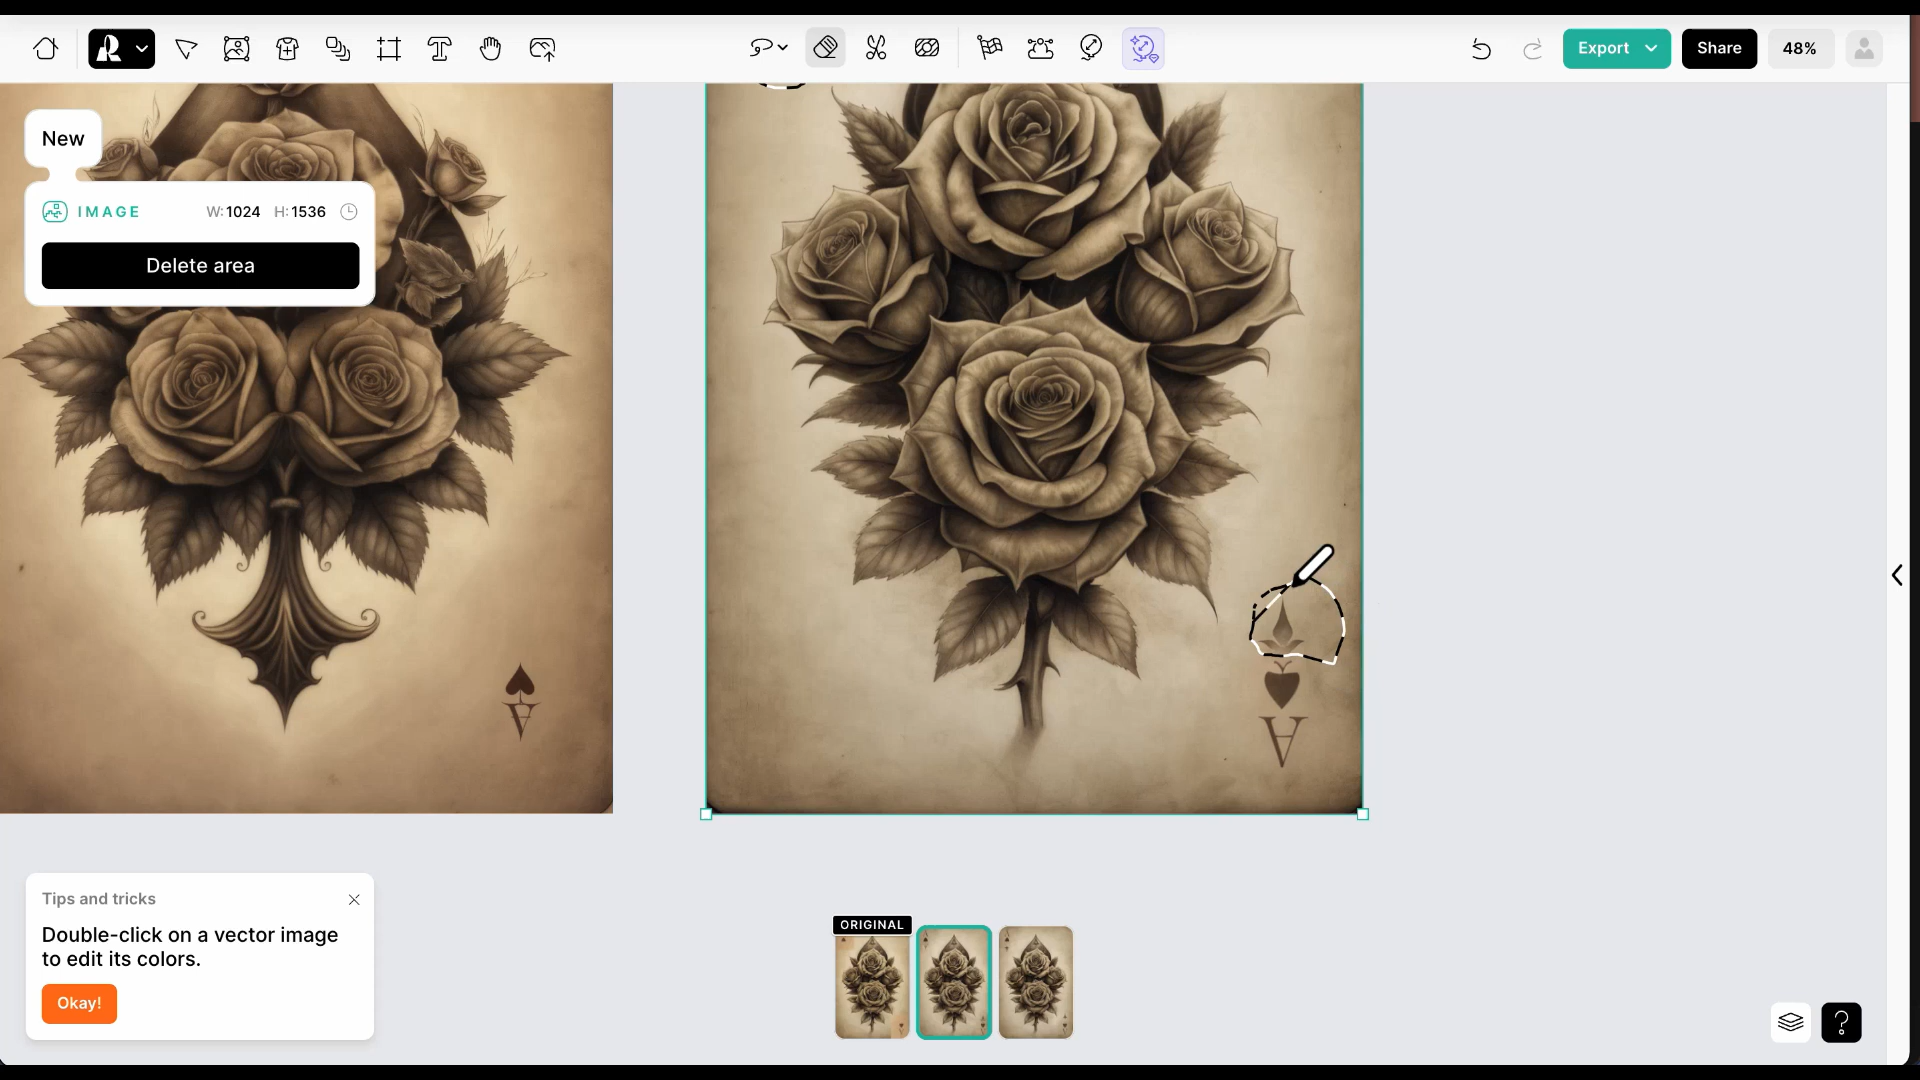 Export
Share
48%
New
IMAGE
W: 1024 H: 1536
Delete area
A
A
Tips and tricks
Double-click on a vector image
to edit its colors.
Okay!
ORIGINAL
?